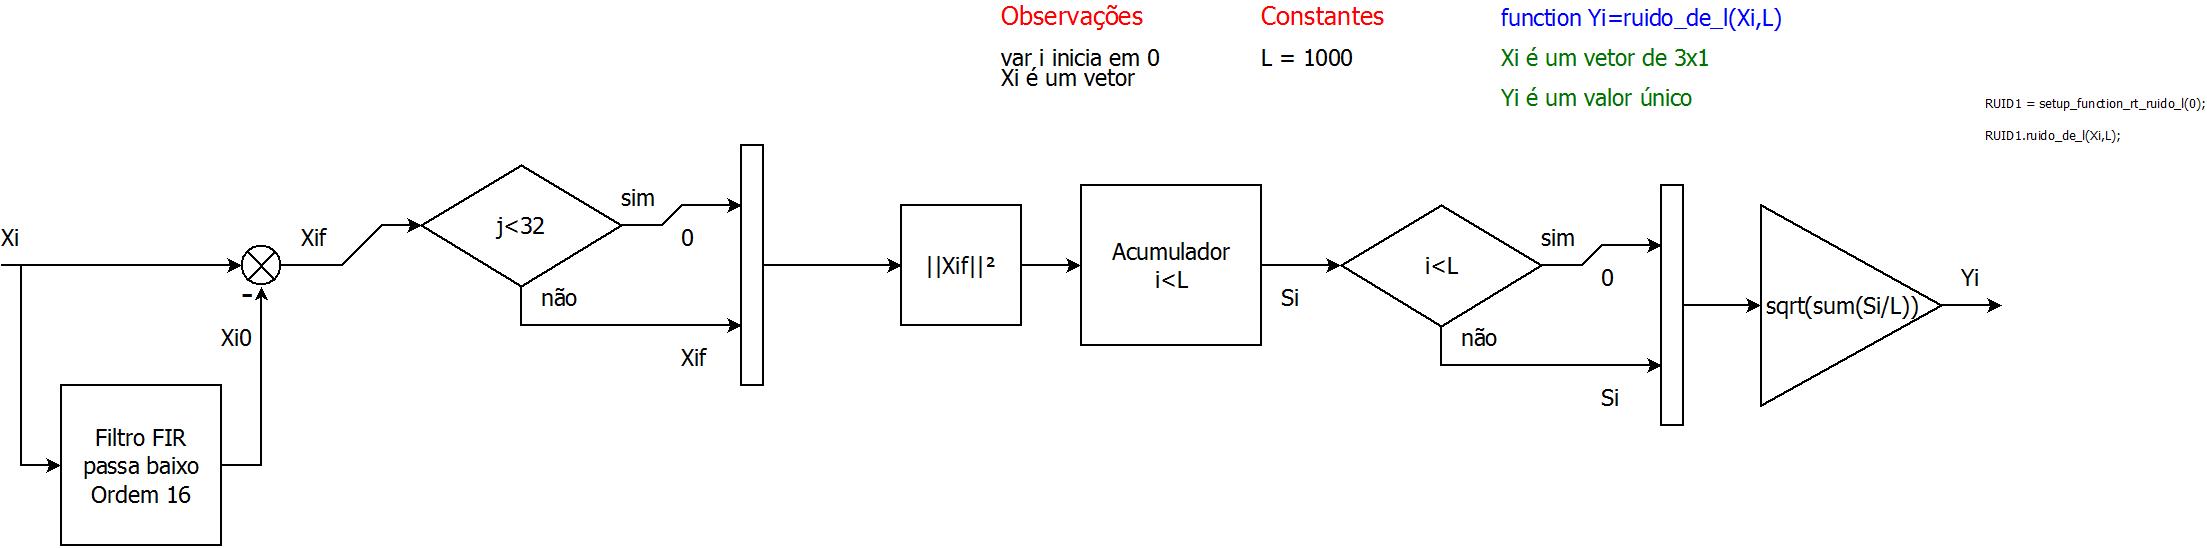 Observações
var i inicia em 0
Xi é um vetor
Constantes
L = 1000
function Yi=ruido_de_l(Xi,L)
Xi é um vetor de 3x1
Yi é um valor único
RUID1 = setup_function_rt_ruido_l(0);
RUID1.ruido_de_l(Xi,L);
Xi
-
Xi0
Filtro FIR
passa baixo
Ordem 16
Xif
j<32
sim
0
não
Xif
||Xif||²
Acumulador
i<L
Si
i<L
sim
0
não
Si
sqrt(sum(Si/L))
Yi